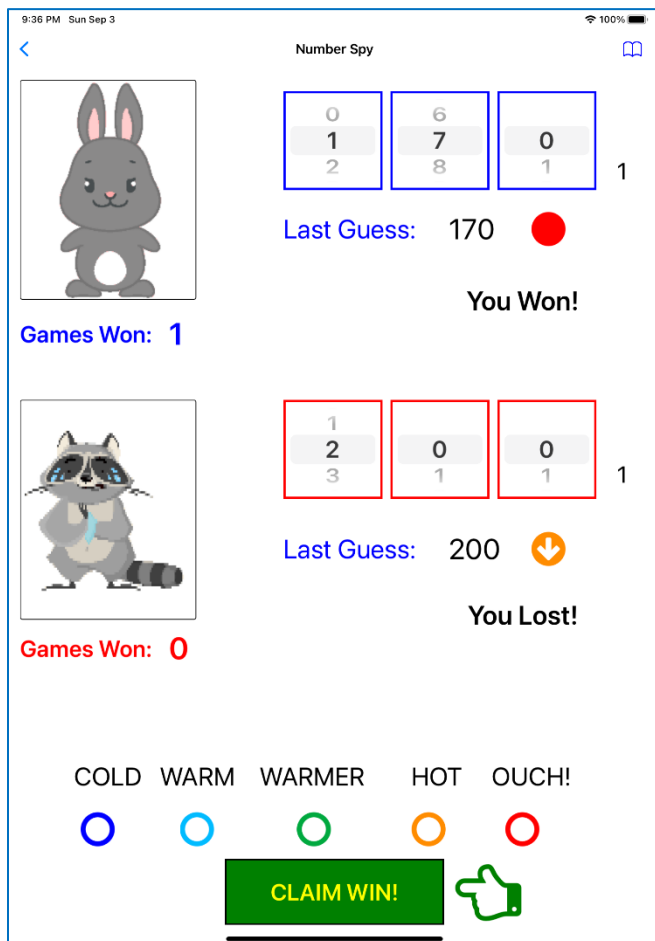 9:36 PM Sun Sep 3 100%
Number Spy
0 6
1 7 0
2 8 1
1
Last Guess: 170
You Won!
Games Won: 1
1
2 0 0
3 1 1
1
Last Guess: 200
You Lost!
Games Won: 0
COLD WARM WARMER HOT OUCH!
CLAIM WIN!